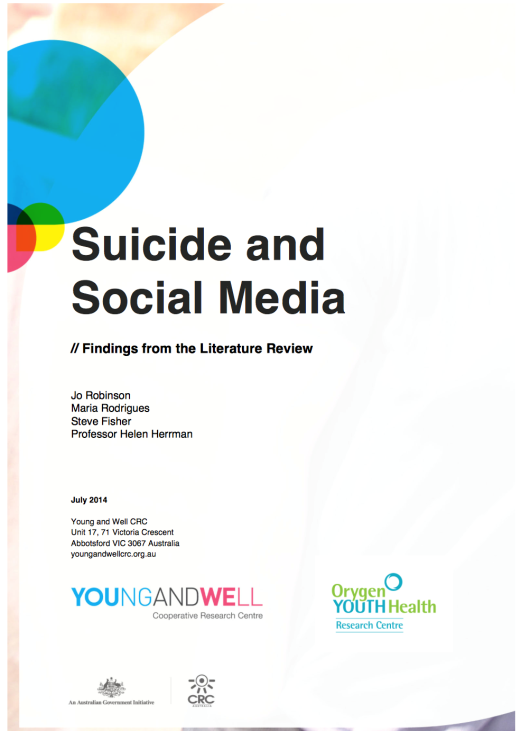 Suicide and
Social Media
// Findings from the Literature Review
Jo Robinson
Maria Rodrigues
Steve Fisher
Professor Helen Herrman
July 2014
Young and Well CRC
Unit 17, 71 Victoria Crescent
Abbotsford VIC 3067 Australia
youngandwellcrc.org.au
YOUNGANDWELL
Cooperative Research Centre
Orygen
YOUTH Health
Research Centre
An Australian Government Initiative
CRC
AUSTRALIA